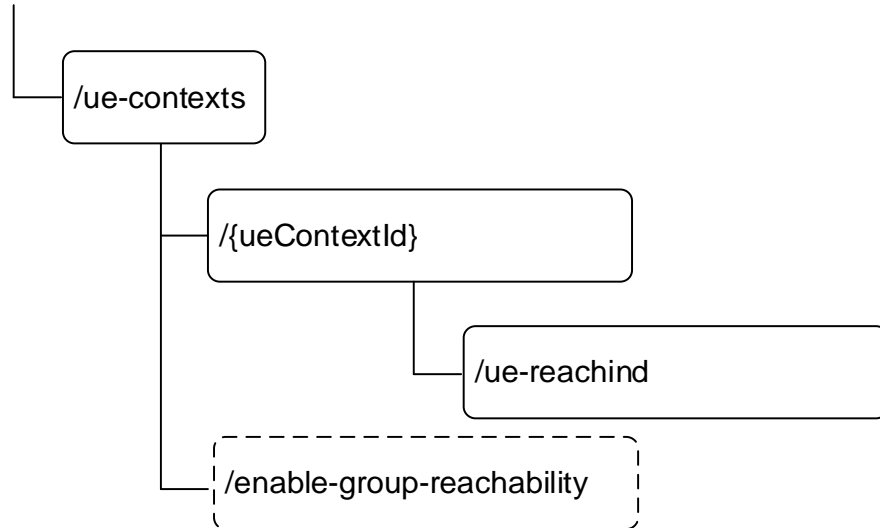 /ue-contexts
/{ueContextId}
/ue-reachind
/enable-group-reachability